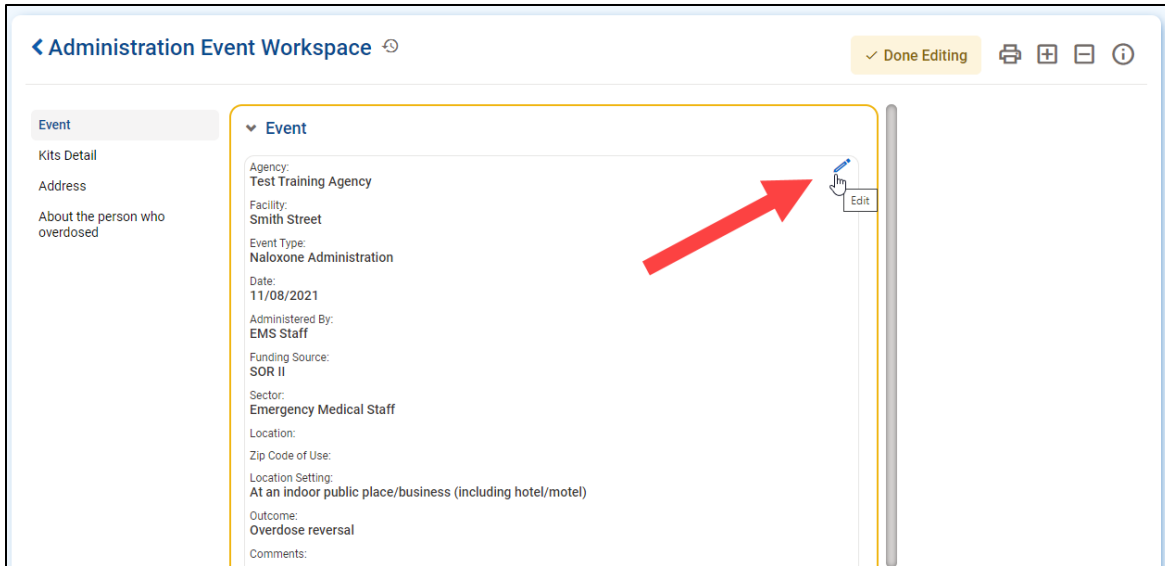 Administration Event Workspace
Done Editing
Event
Kits Detail
Address
About the person who
overdosed
Event
Agency:
Test Training Agency
Edit
Facility:
Smith Street
Event Type:
Naloxone Administration
Date:
11/08/2021
Administered By:
EMS Staff
Funding Source:
SOR II
Sector:
Emergency Medical Staff
Location:
Zip Code of Use:
Location Setting:
At an indoor public place/business (including hotel/motel)
Outcome:
Overdose reversal
Comments: